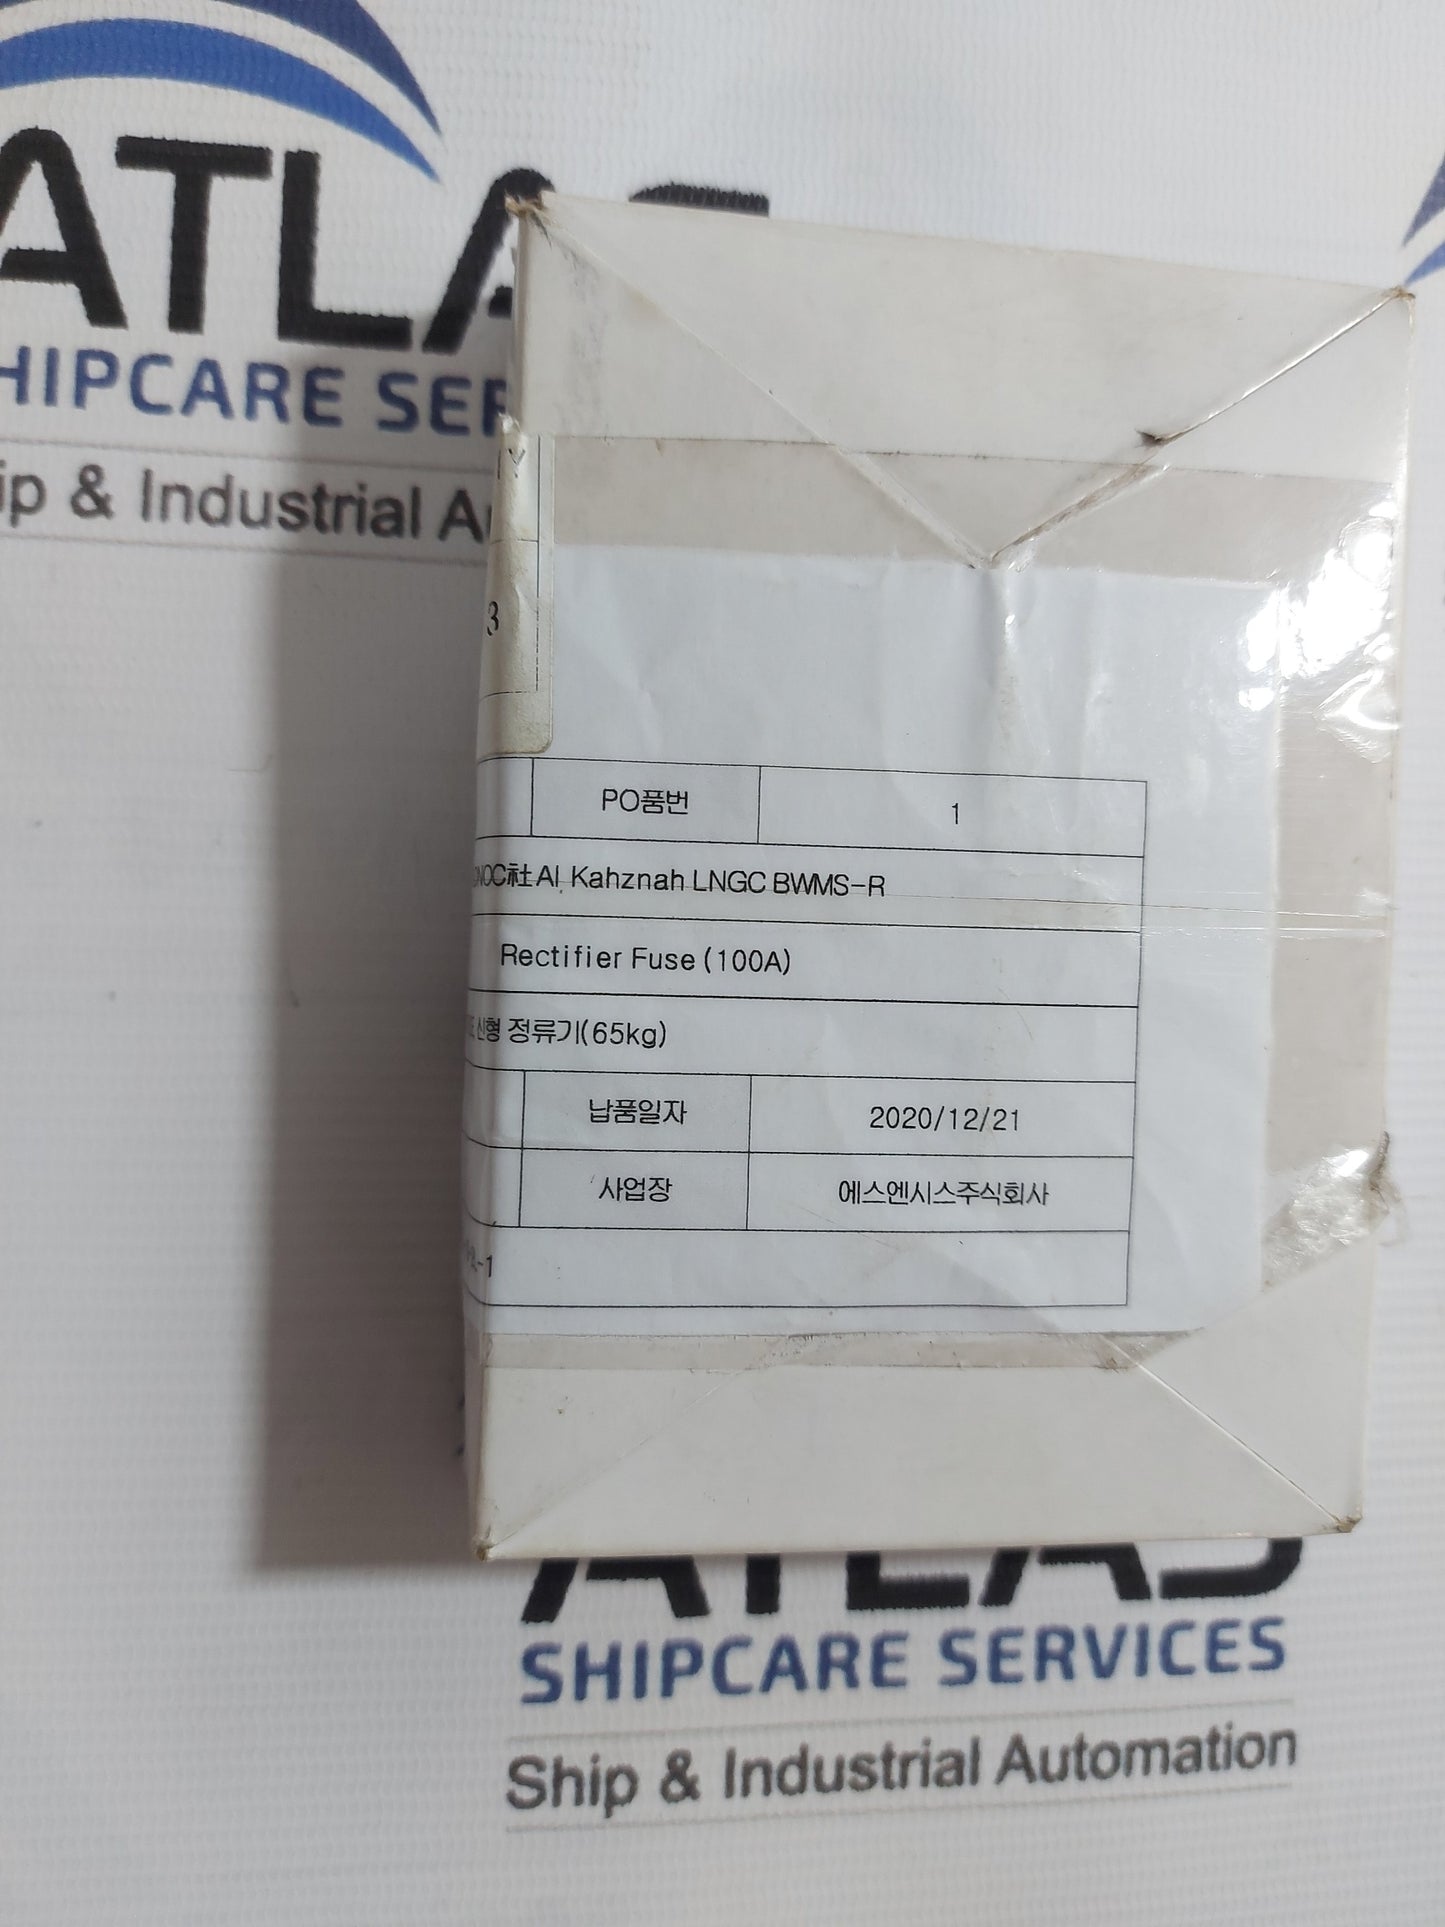 ATLAS
SHIPCARE SER
ip & Industrial Au
3
PO품번 1
NOC社 Al Kahznah LNGC BWMS-R
Rectifier Fuse (100A)
신형 정류기(65kg)
납품일자 2020/12/21
사업장 에스엔시스주식회사
-1
ATLAS
SHIPCARE SERVICES
Ship & Industrial Automation